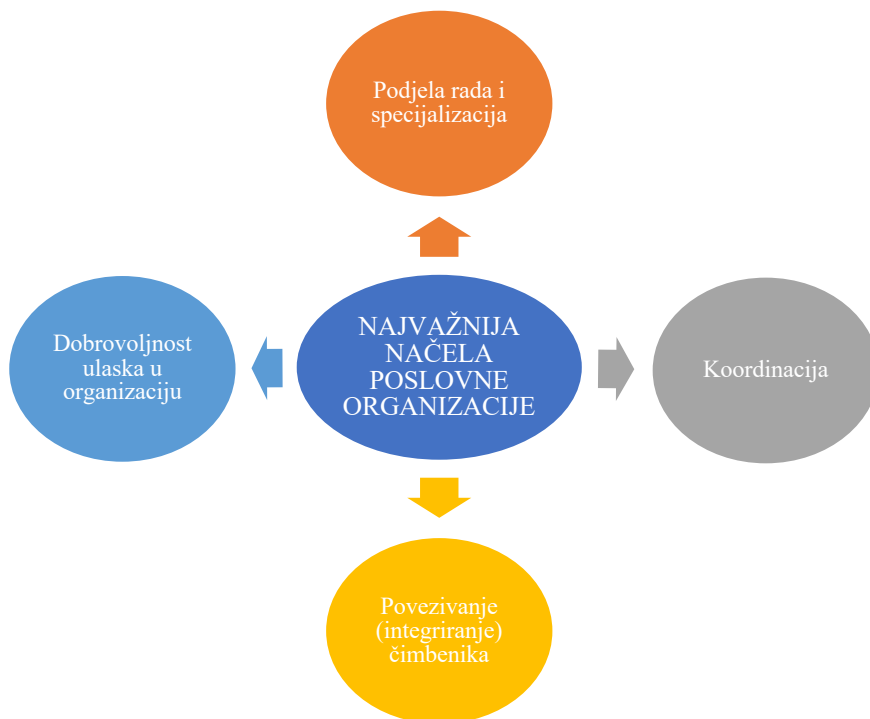 Podjela rada i
specijalizacija
Dobrovoljnost
ulaska u
organizaciju
NAJVAŽNIJA
NAČELA
POSLOVNE
ORGANIZACIJE
Koordinacija
Povezivanje
(integriranje)
čimbenika